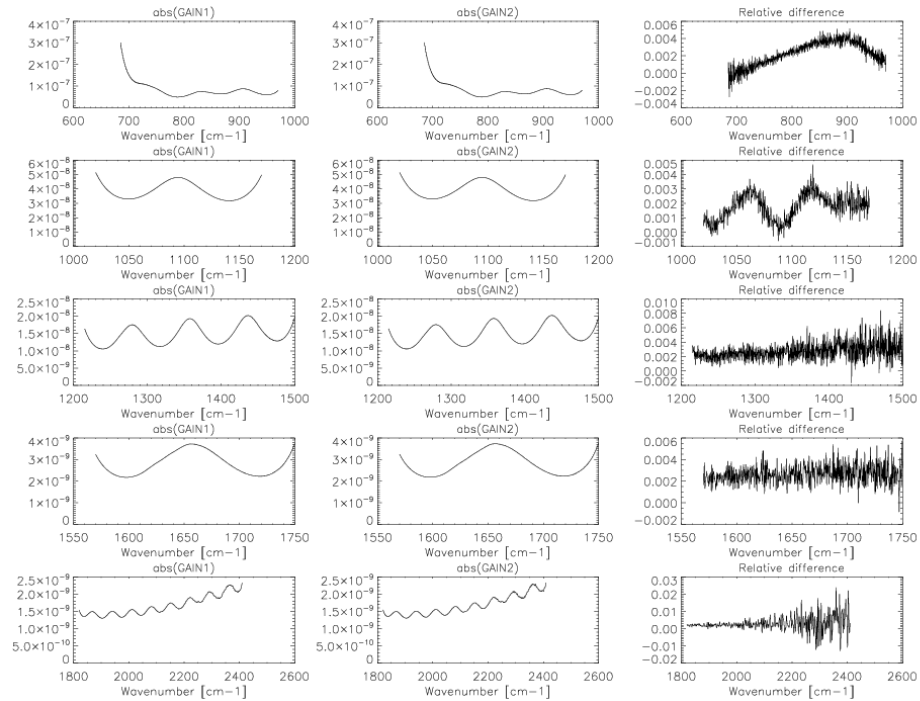 abs(GAIN1) abs(GAIN2) Relative difference
4×10⁻⁷ 4×10⁻⁷ 0.006
3×10⁻⁷ 3×10⁻⁷ 0.004
2×10⁻⁷ 2×10⁻⁷ 0.002
1×10⁻⁷ 1×10⁻⁷ 0.000
−0.002
0 0 −0.004
600 700 800 900 1000 600 700 800 900 1000 600 700 800 900 1000
Wavenumber [cm−1] Wavenumber [cm−1] Wavenumber [cm−1]
abs(GAIN1) abs(GAIN2) Relative difference
6×10⁻⁸ 6×10⁻⁸ 0.005
5×10⁻⁸ 5×10⁻⁸ 0.004
4×10⁻⁸ 4×10⁻⁸ 0.003
3×10⁻⁸ 3×10⁻⁸ 0.002
2×10⁻⁸ 2×10⁻⁸ 0.001
1×10⁻⁸ 1×10⁻⁸ 0.000
0 0 −0.001
1000 1050 1100 1150 1200 1000 1050 1100 1150 1200 1000 1050 1100 1150 1200
Wavenumber [cm−1] Wavenumber [cm−1] Wavenumber [cm−1]
abs(GAIN1) abs(GAIN2) Relative difference
2.5×10⁻⁸ 2.5×10⁻⁸ 0.010
2.0×10⁻⁸ 2.0×10⁻⁸ 0.008
1.5×10⁻⁸ 1.5×10⁻⁸ 0.006
1.0×10⁻⁸ 1.0×10⁻⁸ 0.004
5.0×10⁻⁹ 5.0×10⁻⁹ 0.002
0.000
0 0 −0.002
1200 1300 1400 1500 1200 1300 1400 1500 1200 1300 1400 1500
Wavenumber [cm−1] Wavenumber [cm−1] Wavenumber [cm−1]
abs(GAIN1) abs(GAIN2) Relative difference
4×10⁻⁹ 4×10⁻⁹ 0.006
3×10⁻⁹ 3×10⁻⁹ 0.004
2×10⁻⁹ 2×10⁻⁹ 0.002
1×10⁻⁹ 1×10⁻⁹ 0.000
0 0 −0.002
1550 1600 1650 1700 1750 1550 1600 1650 1700 1750 1550 1600 1650 1700 1750
Wavenumber [cm−1] Wavenumber [cm−1] Wavenumber [cm−1]
abs(GAIN1) abs(GAIN2) Relative difference
2.5×10⁻⁹ 2.5×10⁻⁹ 0.03
2.0×10⁻⁹ 2.0×10⁻⁹ 0.02
1.5×10⁻⁹ 1.5×10⁻⁹ 0.01
1.0×10⁻⁹ 1.0×10⁻⁹ 0.00
5.0×10⁻¹⁰ 5.0×10⁻¹⁰ −0.01
0 0 −0.02
1800 2000 2200 2400 2600 1800 2000 2200 2400 2600 1800 2000 2200 2400 2600
Wavenumber [cm−1] Wavenumber [cm−1] Wavenumber [cm−1]